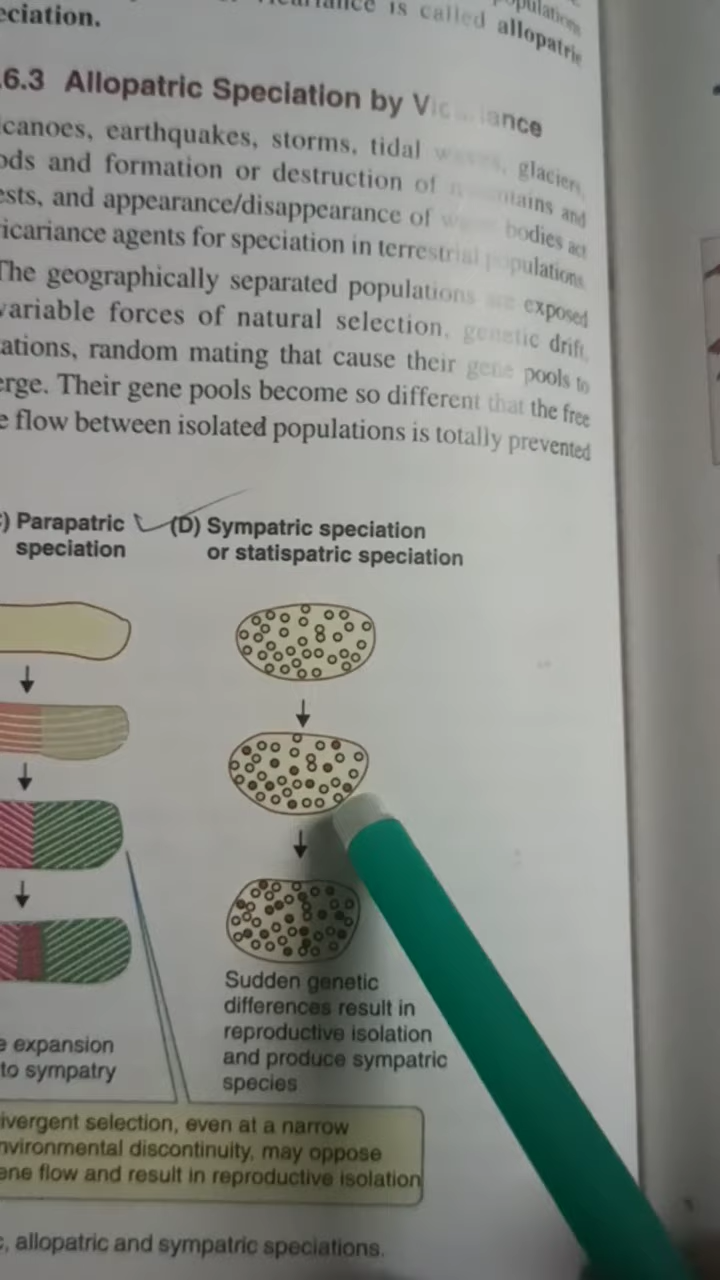 eciation.
is called allopatric
populations
.6.3 Allopatric Speciation by Vicariance
canoes, earthquakes, storms, tidal waves, glaciers,
ods and formation or destruction of mountains and
ests, and appearance/disappearance of water bodies act
icariance agents for speciation in terrestrial populations.
The geographically separated populations are exposed
variable forces of natural selection, genetic drift,
ations, random mating that cause their gene pools to
erge. Their gene pools become so different that the free
e flow between isolated populations is totally prevented
) Parapatric
speciation
(D) Sympatric speciation
or statispatric speciation
Sudden genetic
differences result in
reproductive isolation
and produce sympatric
species
e expansion
to sympatry
ivergent selection, even at a narrow
nvironmental discontinuity, may oppose
ene flow and result in reproductive isolation
c, allopatric and sympatric speciations.